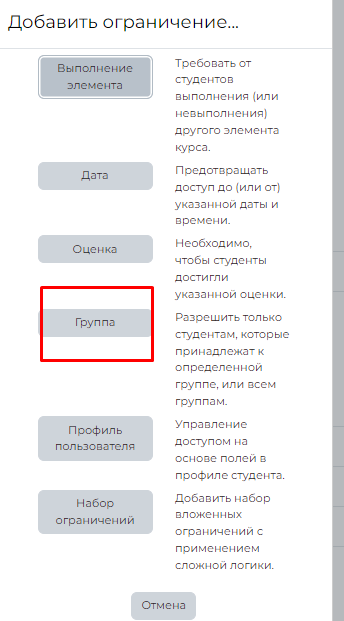 Добавить ограничение...
Выполнение
элемента
Требовать от
студентов
выполнения (или
невыполнения)
другого элемента
курса.
Дата
Предотвращать
доступ до (или от)
указанной даты и
времени.
Оценка
Необходимо,
чтобы студенты
достигли
указанной оценки.
Группа
Разрешить только
студентам, которые
принадлежат к
определенной
группе, или всем
группам.
Профиль
пользователя
Управление
доступом на
основе полей в
профиле студента.
Набор
ограничений
Добавить набор
вложенных
ограничений с
применением
сложной логики.
Отмена